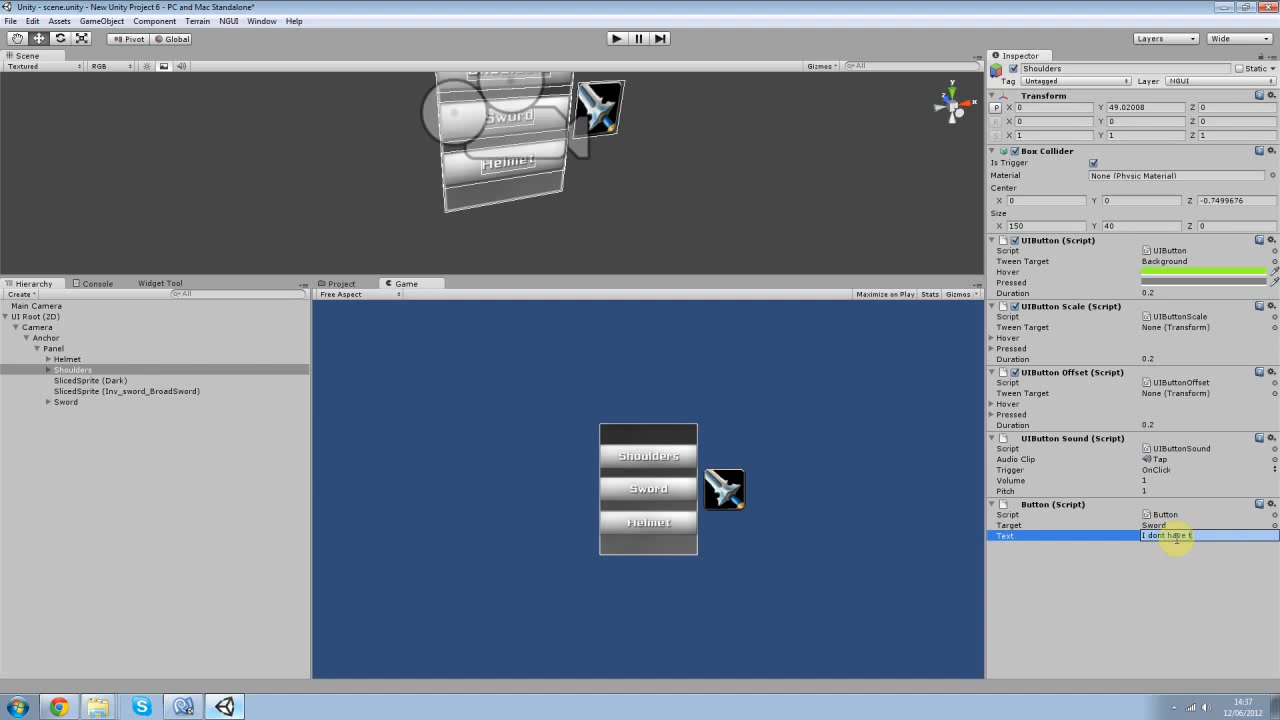 Unity - scene.unity - New Unity Project 6 - PC and Mac Standalone*
File Edit Assets GameObject Component Terrain NGUI Window Help
Pivot Global Layers Wide
Scene
Textured RGB Gizmos All
Sword
Helmet
Hierarchy Console Widget Tool
Create All
Main Camera
UI Root (2D)
Camera
Anchor
Panel
Helmet
Shoulders
SlicedSprite (Dark)
SlicedSprite (Inv_sword_BroadSword)
Sword
Project Game
Free Aspect Maximize on Play Stats Gizmos
Shoulders
Sword
Helmet
Inspector
Shoulders Static
Tag Untagged Layer NGUI
Transform
P X 0 Y 49.02008 Z 0
X 0 Y 0 Z 0
X 1 Y 1 Z 1
Box Collider
Is Trigger
Material None (Physic Material)
Center
X 0 Y 0 Z -0.7499676
Size
X 150 Y 40 Z 0
UIButton (Script)
Script UIButton
Tween Target Background
Hover
Pressed
Duration 0.2
UIButton Scale (Script)
Script UIButtonScale
Tween Target None (Transform)
Hover
Pressed
Duration 0.2
UIButton Offset (Script)
Script UIButtonOffset
Tween Target None (Transform)
Hover
Pressed
Duration 0.2
UIButton Sound (Script)
Script UIButtonSound
Audio Clip Tap
Trigger OnClick
Volume 1
Pitch 1
Button (Script)
Script Button
Target Sword
Text I dont have t
14:37
12/06/2012